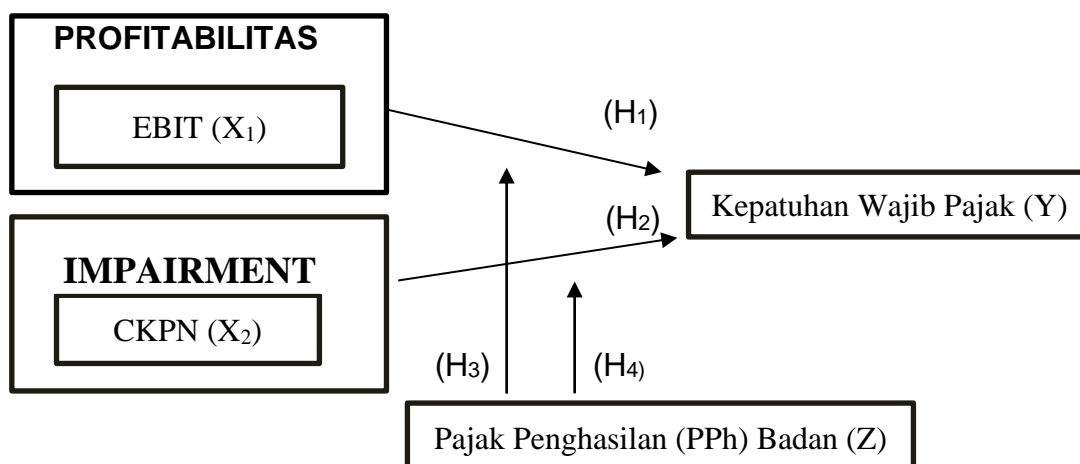 PROFITABILITAS
EBIT (X₁)
(H₁)
Kepatuhan Wajib Pajak (Y)
(H₂)
IMPAIRMENT
CKPN (X₂)
(H₃)
(H₄)
Pajak Penghasilan (PPh) Badan (Z)